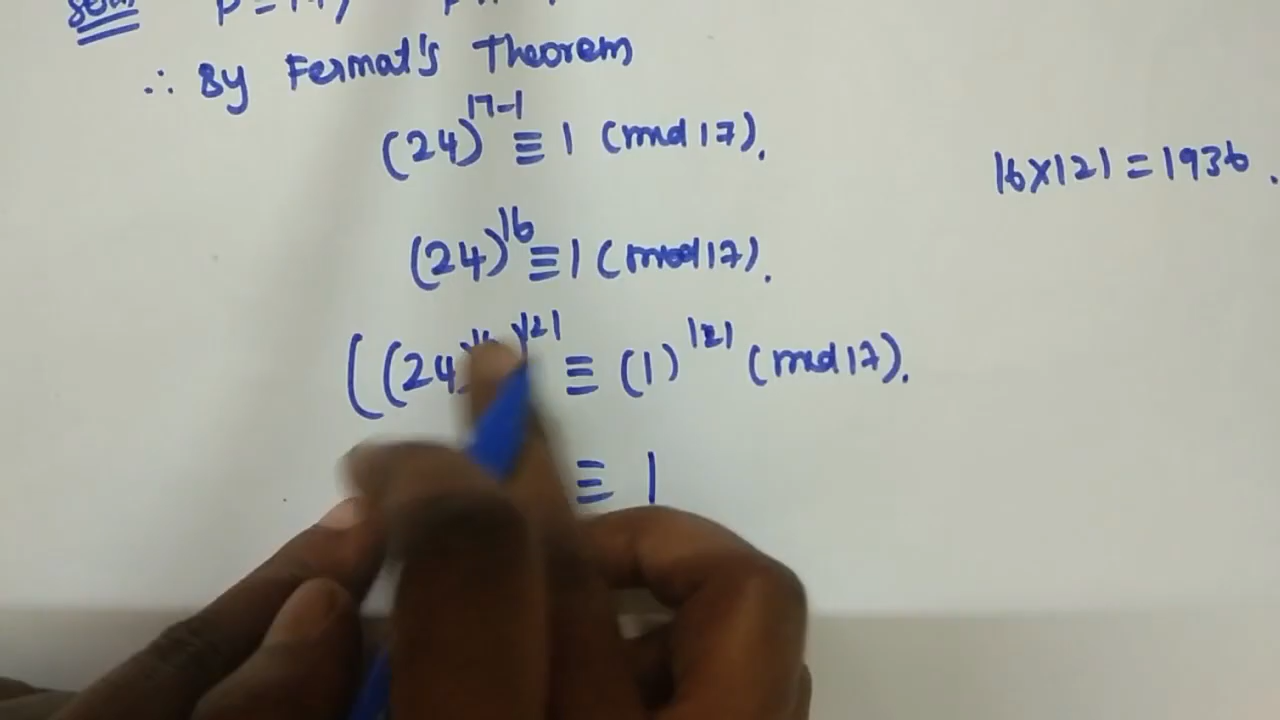 Soln
∴ By Fermat's Theorem
(24)^17-1 ≡ 1 (mod 17).
16×121 = 1936.
(24)^16 ≡ 1 (mod 17).
((24) )^121 ≡ (1)^121 (mod 17).
≡ 1